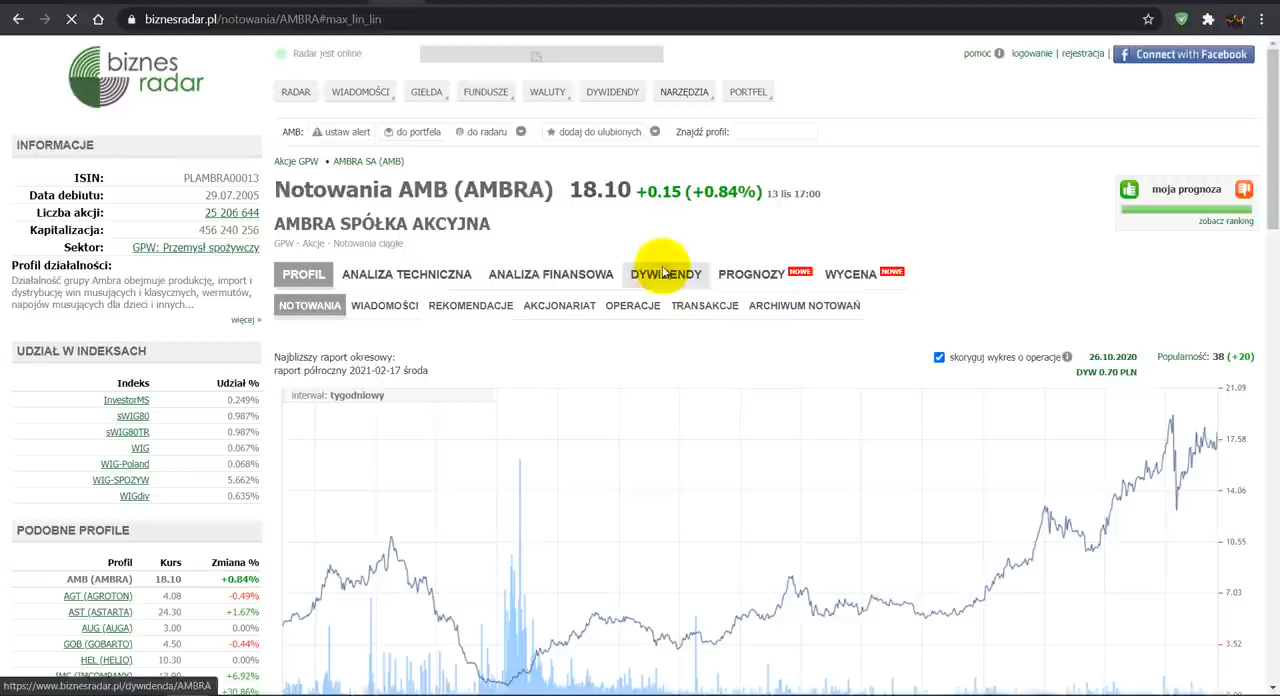 biznesradar.pl/notowania/AMBRA#max_lin_lin
biznes
radar
Radar jest online
pomoc
logowanie | rejestracja |
f Connect with Facebook
RADAR
WIADOMOŚCI
GIEŁDA
FUNDUSZE
WALUTY
DYWIDENDY
NARZĘDZIA
PORTFEL
AMB: ustaw alert do portfela do radaru dodaj do ulubionych Znajdź profil:
INFORMACJE
ISIN: PLAMBRA00013
Data debiutu: 29.07.2005
Liczba akcji: 25 206 644
Kapitalizacja: 456 240 256
Sektor: GPW: Przemysł spożywczy
Profil działalności:
Działalność grupy Ambra obejmuje produkcję, import i
dystrybucję win musujących i klasycznych, wermutów,
napojów musujących dla dzieci i innych...
więcej »
Akcje GPW • AMBRA SA (AMB)
Notowania AMB (AMBRA) 18.10 +0.15 (+0.84%) 13 lis 17:00
AMBRA SPÓŁKA AKCYJNA
GPW - Akcje - Notowania ciągłe
moja prognoza
zobacz ranking
PROFIL ANALIZA TECHNICZNA ANALIZA FINANSOWA DYWIDENDY PROGNOZY NOWE WYCENA NOWE
NOTOWANIA WIADOMOŚCI REKOMENDACJE AKCJONARIAT OPERACJE TRANSAKCJE ARCHIWUM NOTOWAŃ
Najbliższy raport okresowy:
raport półroczny 2021-02-17 środa
skoryguj wykres o operacje 26.10.2020 Popularność: 38 (+20)
DYW 0.70 PLN
interwał: tygodniowy
21.09
17.58
14.06
10.55
7.03
3.52
UDZIAŁ W INDEKSACH
Indeks Udział %
InvestorMS 0.249%
sWIG80 0.987%
sWIG80TR 0.987%
WIG 0.067%
WIG-Poland 0.068%
WIG-SPOZYW 5.662%
WIGdiv 0.635%
PODOBNE PROFILE
Profil Kurs Zmiana %
AMB (AMBRA) 18.10 +0.84%
AGT (AGROTON) 4.08 -0.49%
AST (ASTARTA) 24.30 +1.67%
AUG (AUGA) 3.00 0.00%
GOB (GOBARTO) 4.50 -0.44%
HEL (HELIO) 10.30 0.00%
+6.92%
+30.86%
https://www.biznesradar.pl/dywidenda/AMBRA